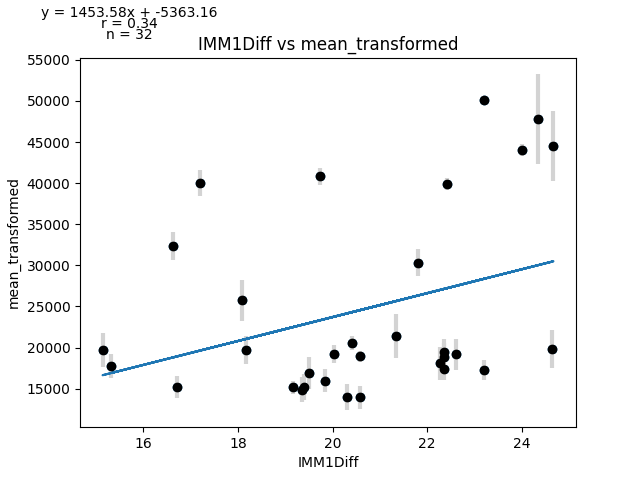 y = 1453.58x + -5363.16
r = 0.34
n = 32
IMM1Diff vs mean_transformed
55000
50000
45000
40000
35000
30000
25000
20000
15000
mean_transformed
16 18 20 22 24
IMM1Diff